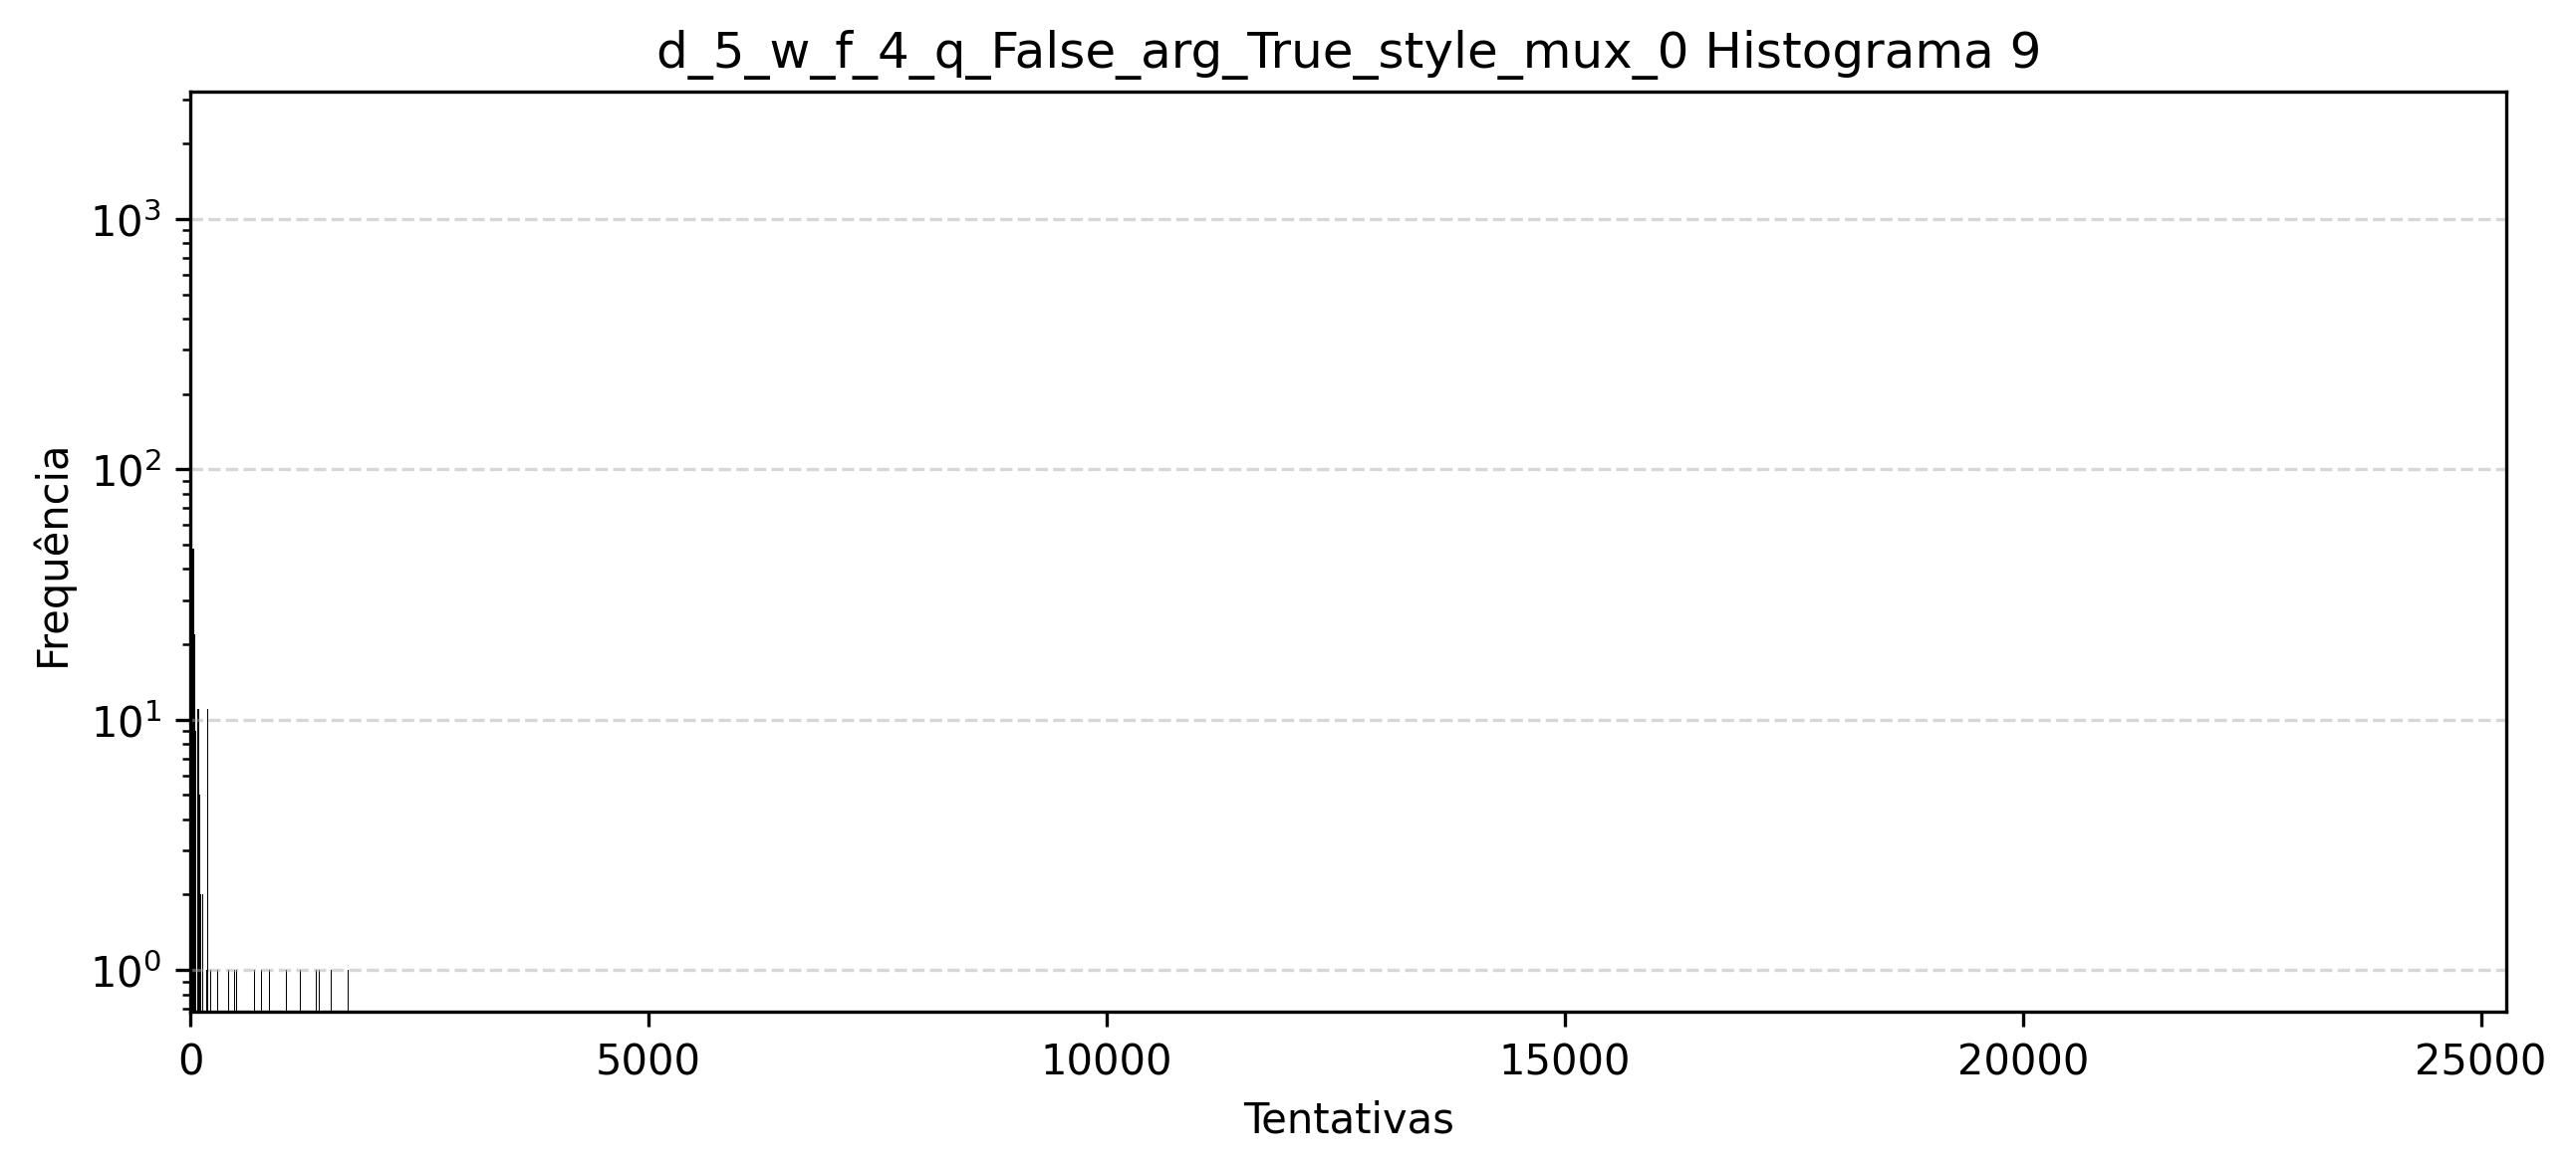 d_5_w_f_4_q_False_arg_True_style_mux_0 Histograma 9
Frequência
10³
10²
10¹
10⁰
0 5000 10000 15000 20000 25000
Tentativas